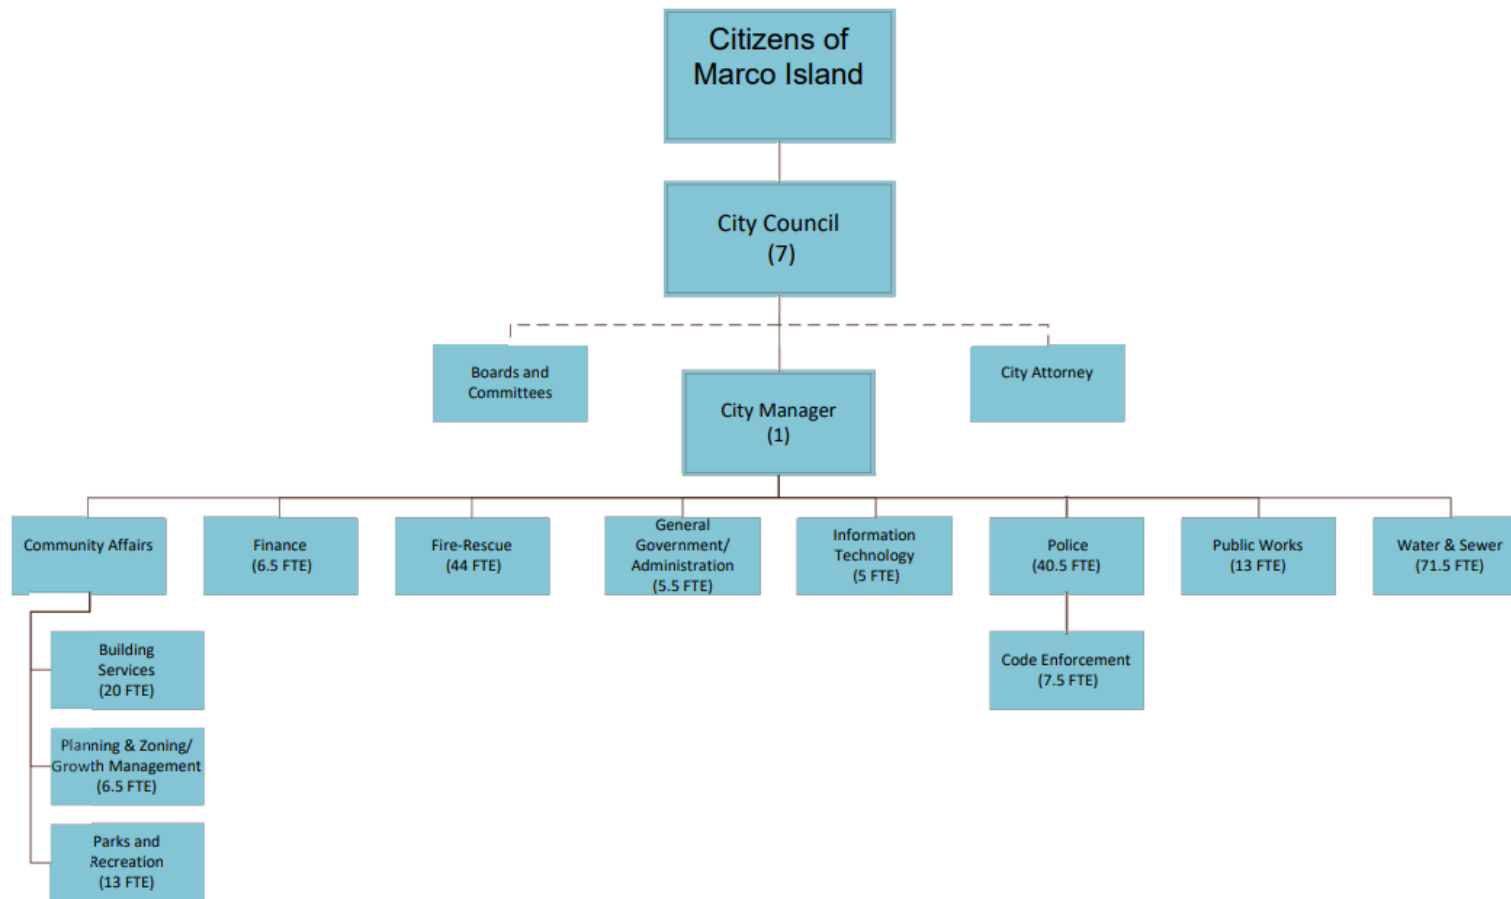 Citizens of
Marco Island
City Council
(7)
Boards and
Committees
City Attorney
City Manager
(1)
Community Affairs
Finance
(6.5 FTE)
Fire-Rescue
(44 FTE)
General
Government/
Administration
(5.5 FTE)
Information
Technology
(5 FTE)
Police
(40.5 FTE)
Public Works
(13 FTE)
Water & Sewer
(71.5 FTE)
Building
Services
(20 FTE)
Code Enforcement
(7.5 FTE)
Planning & Zoning/
Growth Management
(6.5 FTE)
Parks and
Recreation
(13 FTE)